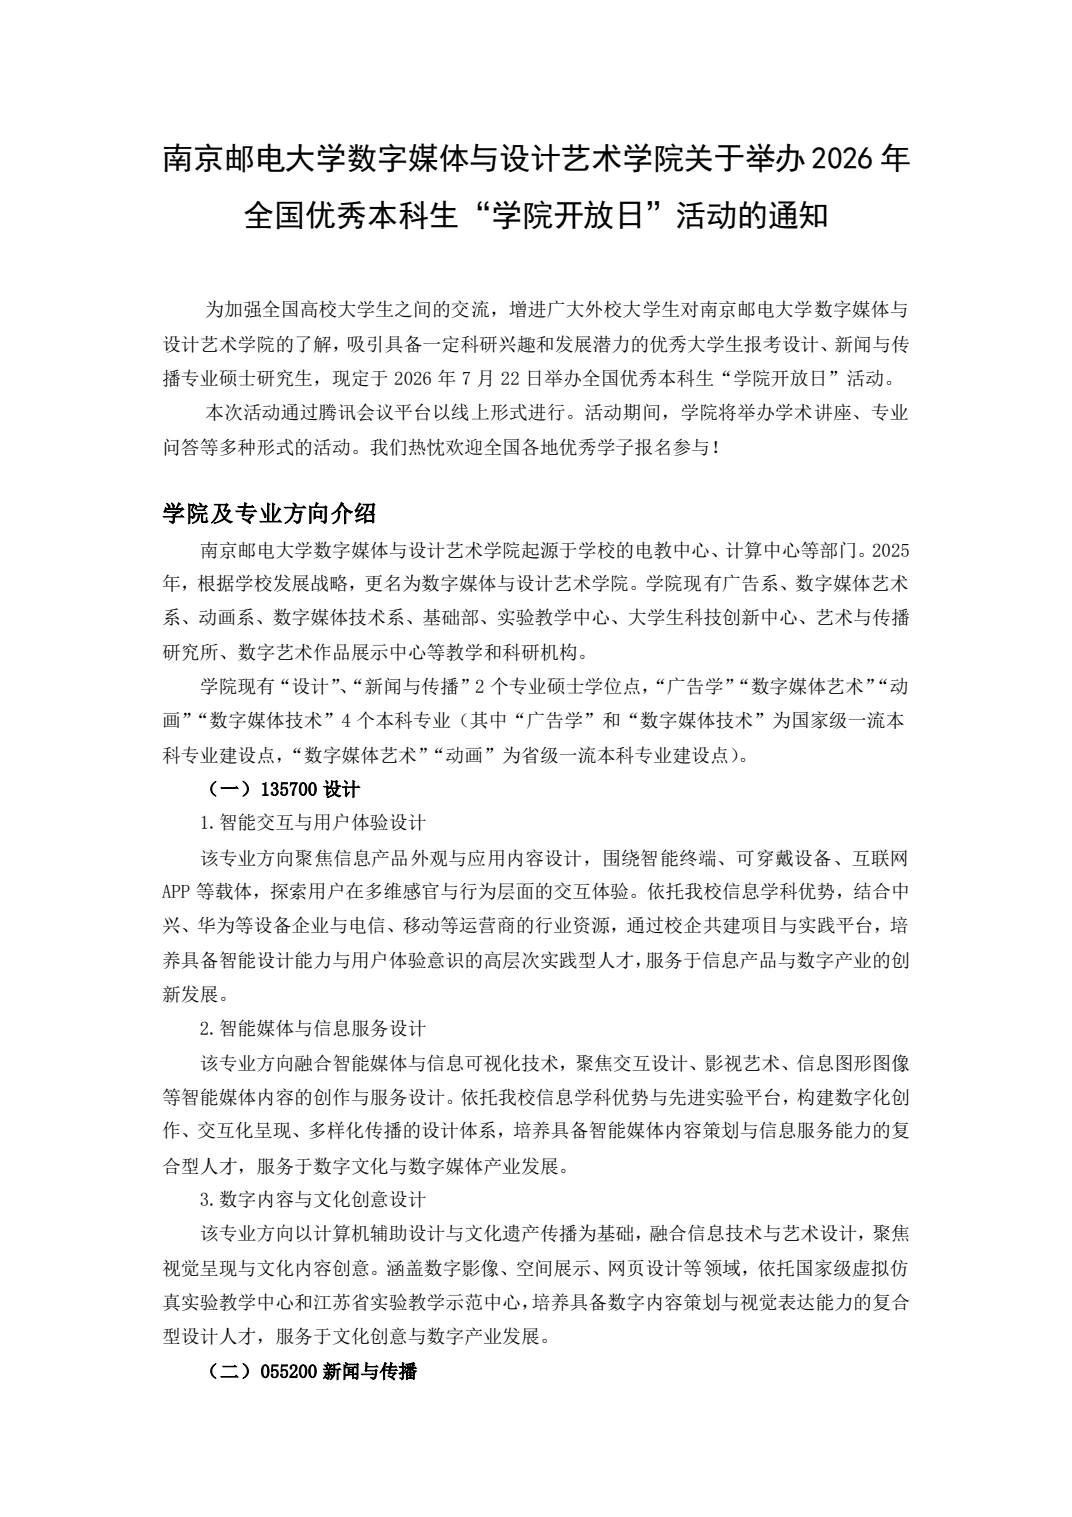 南京邮电大学数字媒体与设计艺术学院关于举办 2026 年
全国优秀本科生“学院开放日”活动的通知
为加强全国高校大学生之间的交流，增进广大外校大学生对南京邮电大学数字媒体与
设计艺术学院的了解，吸引具备一定科研兴趣和发展潜力的优秀大学生报考设计、新闻与传
播专业硕士研究生，现定于 2026 年 7 月 22 日举办全国优秀本科生“学院开放日”活动。
本次活动通过腾讯会议平台以线上形式进行。活动期间，学院将举办学术讲座、专业
问答等多种形式的活动。我们热忱欢迎全国各地优秀学子报名参与！
学院及专业方向介绍
南京邮电大学数字媒体与设计艺术学院起源于学校的电教中心、计算中心等部门。2025
年，根据学校发展战略，更名为数字媒体与设计艺术学院。学院现有广告系、数字媒体艺术
系、动画系、数字媒体技术系、基础部、实验教学中心、大学生科技创新中心、艺术与传播
研究所、数字艺术作品展示中心等教学和科研机构。
学院现有“设计”、“新闻与传播”2 个专业硕士学位点，“广告学”“数字媒体艺术”“动
画”“数字媒体技术”4 个本科专业（其中“广告学”和“数字媒体技术”为国家级一流本
科专业建设点，“数字媒体艺术”“动画”为省级一流本科专业建设点）。
（一）135700 设计
1.智能交互与用户体验设计
该专业方向聚焦信息产品外观与应用内容设计，围绕智能终端、可穿戴设备、互联网
APP 等载体，探索用户在多维感官与行为层面的交互体验。依托我校信息学科优势，结合中
兴、华为等设备企业与电信、移动等运营商的行业资源，通过校企共建项目与实践平台，培
养具备智能设计能力与用户体验意识的高层次实践型人才，服务于信息产品与数字产业的创
新发展。
2.智能媒体与信息服务设计
该专业方向融合智能媒体与信息可视化技术，聚焦交互设计、影视艺术、信息图形图像
等智能媒体内容的创作与服务设计。依托我校信息学科优势与先进实验平台，构建数字化创
作、交互化呈现、多样化传播的设计体系，培养具备智能媒体内容策划与信息服务能力的复
合型人才，服务于数字文化与数字媒体产业发展。
3.数字内容与文化创意设计
该专业方向以计算机辅助设计与文化遗产传播为基础，融合信息技术与艺术设计，聚焦
视觉呈现与文化内容创意。涵盖数字影像、空间展示、网页设计等领域，依托国家级虚拟仿
真实验教学中心和江苏省实验教学示范中心，培养具备数字内容策划与视觉表达能力的复合
型设计人才，服务于文化创意与数字产业发展。
（二）055200 新闻与传播